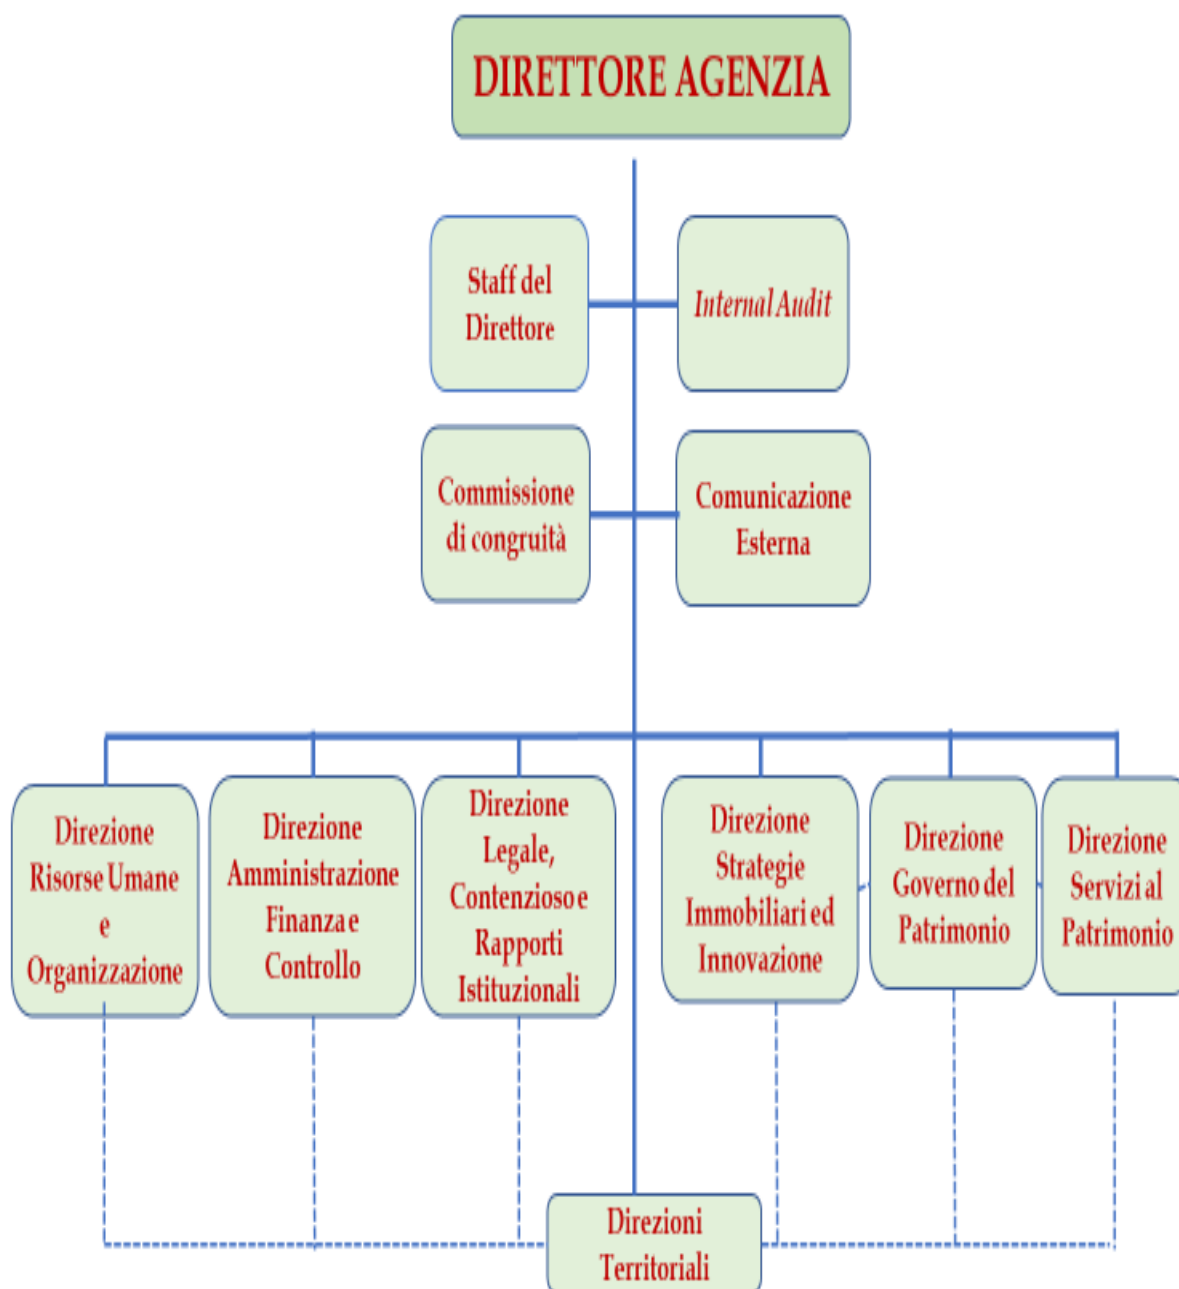 DIRETTORE AGENZIA
Staff del
Direttore
Internal Audit
Commissione
di congruità
Comunicazione
Esterna
Direzione
Risorse Umane
e
Organizzazione
Direzione
Amministrazione
Finanza e
Controllo
Direzione
Legale,
Contenzioso e
Rapporti
Istituzionali
Direzione
Strategie
Immobiliari ed
Innovazione
Direzione
Governo del
Patrimonio
Direzione
Servizi al
Patrimonio
Direzioni
Territoriali